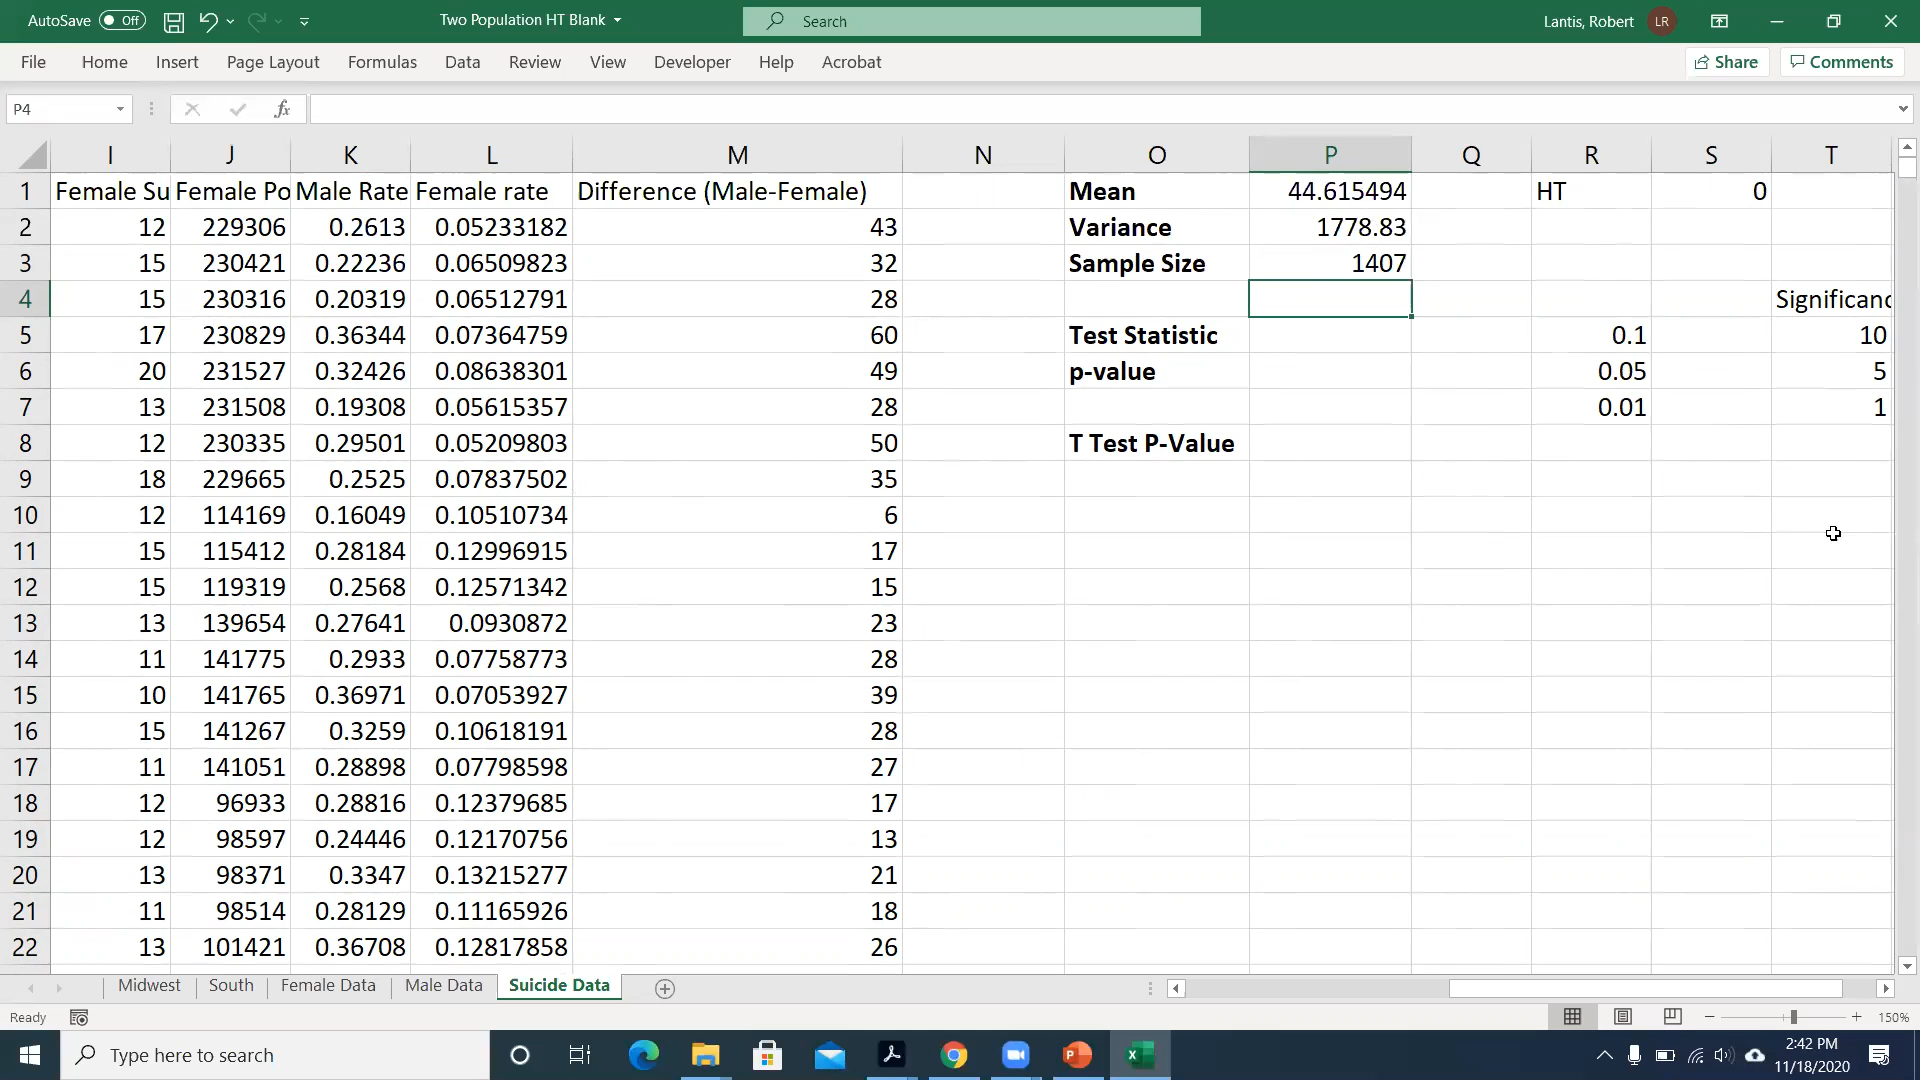 AutoSave Off Two Population HT Blank Search Lantis, Robert LR
File Home Insert Page Layout Formulas Data Review View Developer Help Acrobat Share Comments
P4 fx
I J K L M N O P Q R S T
1 Female Su Female Po Male Rate Female rate Difference (Male-Female) Mean 44.615494 HT 0
2 12 229306 0.2613 0.05233182 43 Variance 1778.83
3 15 230421 0.22236 0.06509823 32 Sample Size 1407
4 15 230316 0.20319 0.06512791 28 Significanc
5 17 230829 0.36344 0.07364759 60 Test Statistic 0.1 10
6 20 231527 0.32426 0.08638301 49 p-value 0.05 5
7 13 231508 0.19308 0.05615357 28 0.01 1
8 12 230335 0.29501 0.05209803 50 T Test P-Value
9 18 229665 0.2525 0.07837502 35
10 12 114169 0.16049 0.10510734 6
11 15 115412 0.28184 0.12996915 17
12 15 119319 0.2568 0.12571342 15
13 13 139654 0.27641 0.0930872 23
14 11 141775 0.2933 0.07758773 28
15 10 141765 0.36971 0.07053927 39
16 15 141267 0.3259 0.10618191 28
17 11 141051 0.28898 0.07798598 27
18 12 96933 0.28816 0.12379685 17
19 12 98597 0.24446 0.12170756 13
20 13 98371 0.3347 0.13215277 21
21 11 98514 0.28129 0.11165926 18
22 13 101421 0.36708 0.12817858 26
Midwest South Female Data Male Data Suicide Data
Ready 150%
Type here to search 2:42 PM
11/18/2020